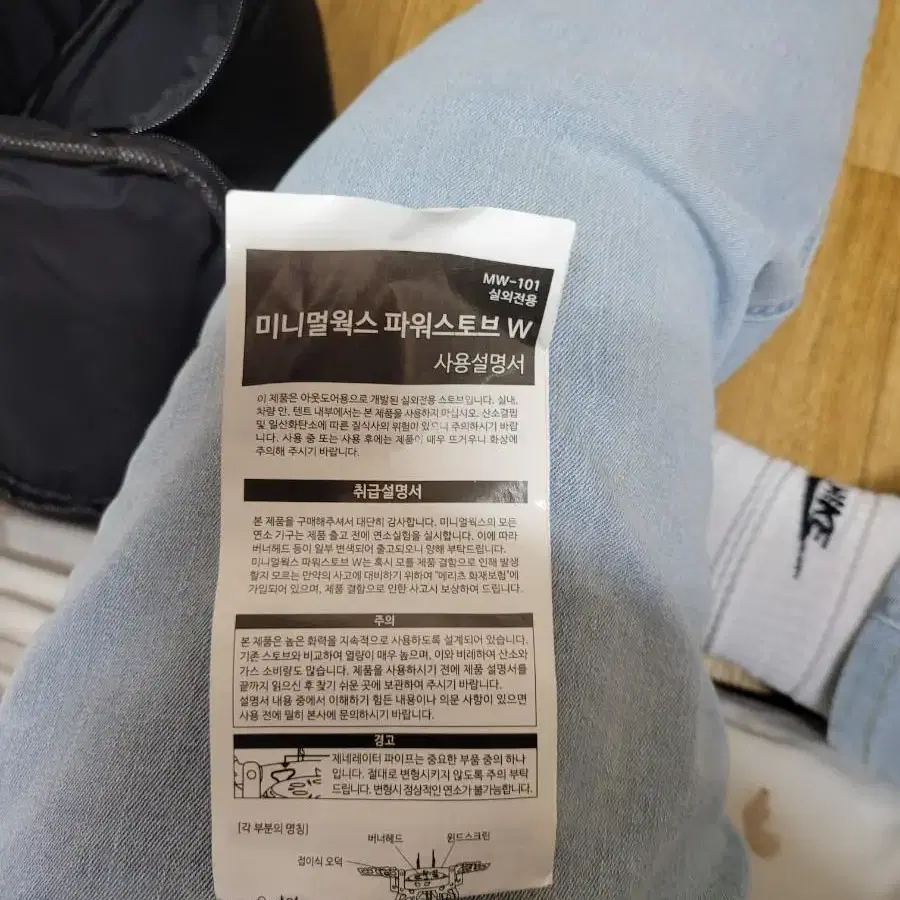 MW-101
실외전용
미니멀웍스 파워스토브 W
사용설명서
이 제품은 아웃도어용으로 개발된 실외전용 스토브입니다. 실내,
차량 안, 텐트 내부에서는 본 제품을 사용하지 마십시오. 산소결핍
및 일산화탄소에 따른 질식사의 위험이 있으니 주의하시기 바랍
니다. 사용 중 또는 사용 후에는 제품이 매우 뜨거우니 화상에
주의해 주시기 바랍니다.
취급설명서
본 제품을 구매해주셔서 대단히 감사합니다. 미니멀웍스의 모든
연소 기구는 제품 출고 전에 연소실험을 실시합니다. 이에 따라
버너헤드 등이 일부 변색되어 출고되오니 양해 부탁드립니다.
미니멀웍스 파워스토브 W는 혹시 모를 제품 결함으로 인해 발생
할지 모르는 만약의 사고에 대비하기 위하여 "메리츠 화재보험"에
가입되어 있으며, 제품 결함으로 인한 사고시 보상하여 드립니다.
주의
본 제품은 높은 화력을 지속적으로 사용하도록 설계되어 있습니다.
기존 스토브와 비교하여 열량이 매우 높으며, 이와 비례하여 산소와
가스 소비량도 많습니다. 제품을 사용하시기 전에 제품 설명서를
끝까지 읽으신 후 찾기 쉬운 곳에 보관하여 주시기 바랍니다.
설명서 내용 중에서 이해하기 힘든 내용이나 의문 사항이 있으면
사용 전에 필히 본사에 문의하시기 바랍니다.
경고
제네레이터 파이프는 중요한 부품 중의 하나
입니다. 절대로 변형시키지 않도록 주의 부탁
드립니다. 변형시 정상적인 연소가 불가능합니다.
[각 부분의 명칭]
버너헤드 윈드스크린
접이식 오덕
NIKE